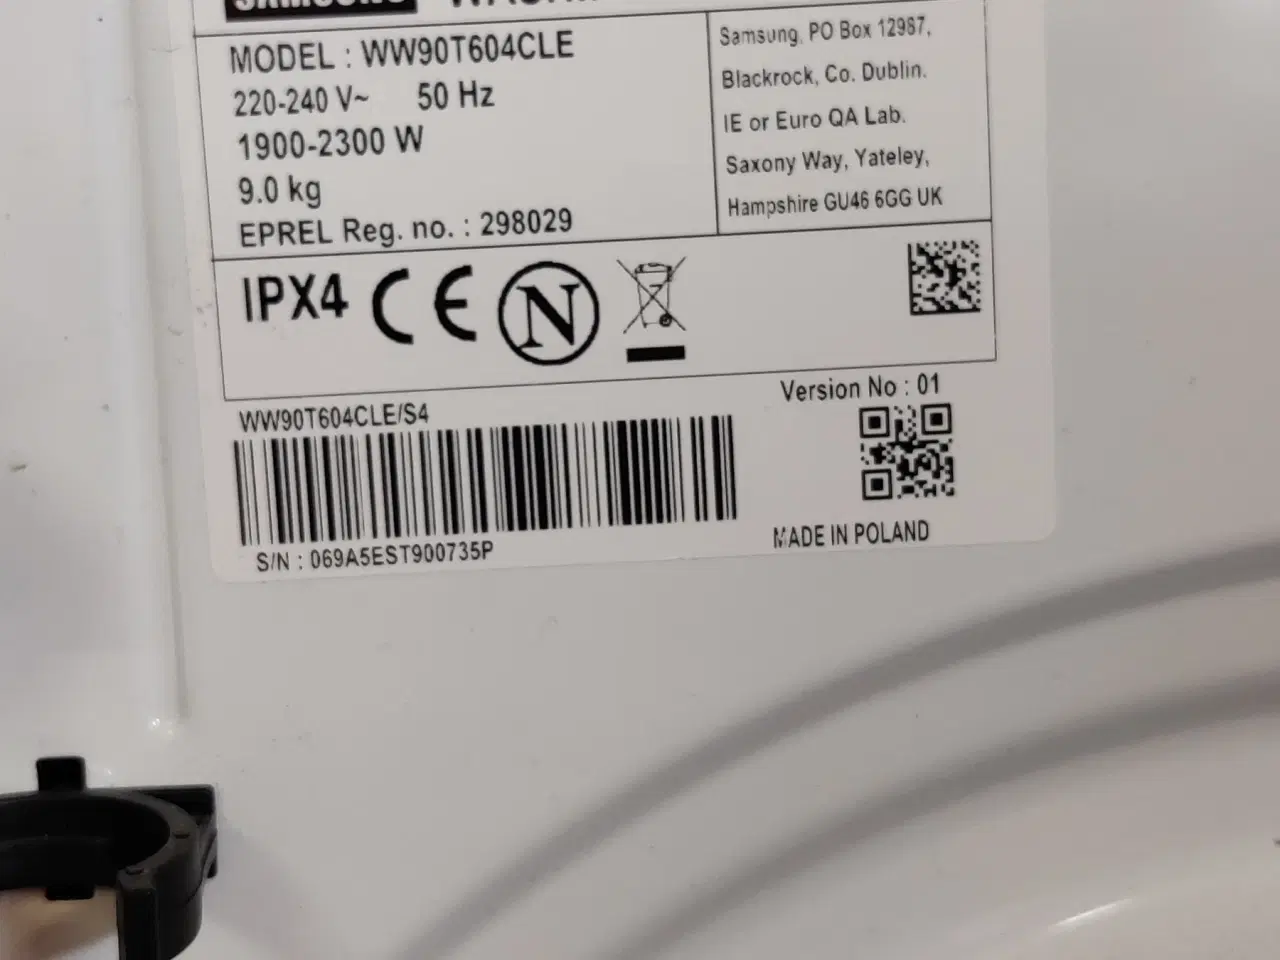 SAMSUNG
MODEL : WW90T604CLE
220-240 V~ 50 Hz
1900-2300 W
9.0 kg
EPREL Reg. no. : 298029
Samsung, PO Box 12987,
Blackrock, Co. Dublin.
IE or Euro QA Lab.
Saxony Way, Yateley,
Hampshire GU46 6GG UK
IPX4 CE N
WW90T604CLE/S4
Version No : 01
S/N : 069A5EST900735P
MADE IN POLAND